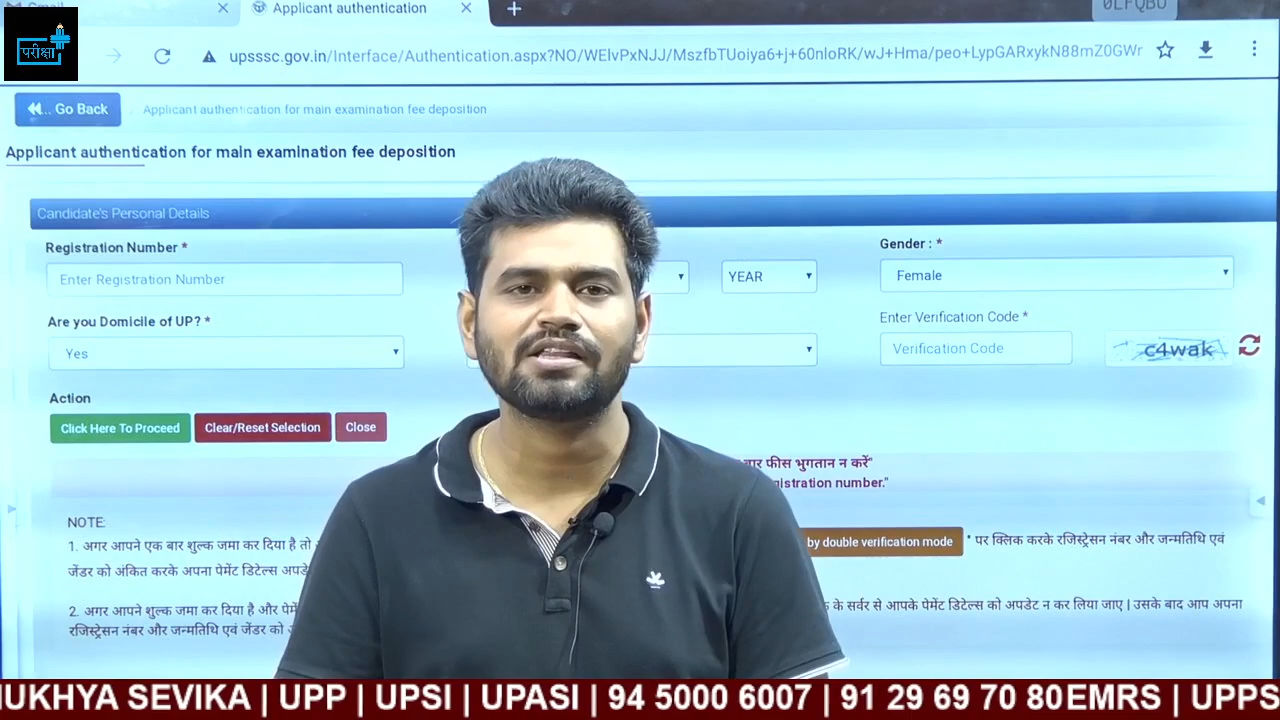 Gmail
Applicant authentication
0LFQBU
परीक्षा
upsssc.gov.in/Interface/Authentication.aspx?NO/WElvPxNJJ/MszfbTUoiya6+j+60nloRK/wJ+Hma/peo+LypGARxykN88mZ0GWr
... Go Back
Applicant authentication for main examination fee deposition
Applicant authentication for main examination fee deposition
Candidate's Personal Details
Registration Number *
Gender : *
Enter Registration Number
YEAR
Female
Are you Domicile of UP? *
Enter Verification Code *
Yes
Verification Code
c4wak
Action
Click Here To Proceed
Clear/Reset Selection
Close
बार फीस भुगतान न करें"
registration number."
NOTE:
1. अगर आपने एक बार शुल्क जमा कर दिया है तो
by double verification mode
" पर क्लिक करके रजिस्ट्रेसन नंबर और जन्मतिथि एवं
जेंडर को अंकित करके अपना पेमेंट डिटेल्स अपडे
2. अगर आपने शुल्क जमा कर दिया है और पेमें
के सर्वर से आपके पेमेंट डिटेल्स को अपडेट न कर लिया जाए | उसके बाद आप अपना
रजिस्ट्रेसन नंबर और जन्मतिथि एवं जेंडर को
MUKHYA SEVIKA | UPP | UPSI | UPASI | 94 5000 6007 | 91 29 69 70 80EMRS | UPPS